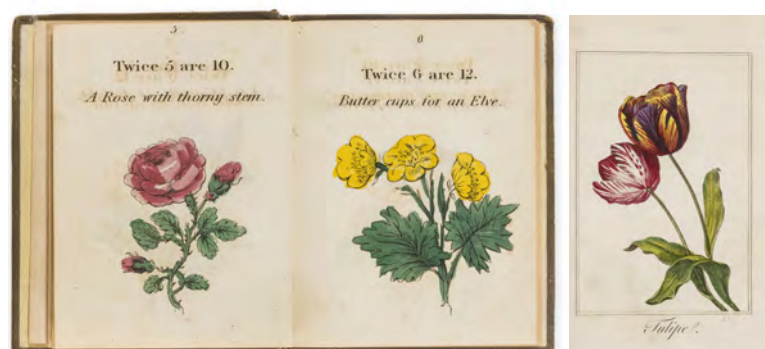 5
Twice 5 are 10.
A Rose with thorny stem.
6
Twice 6 are 12.
Butter cups for an Elve.
Tulipe.